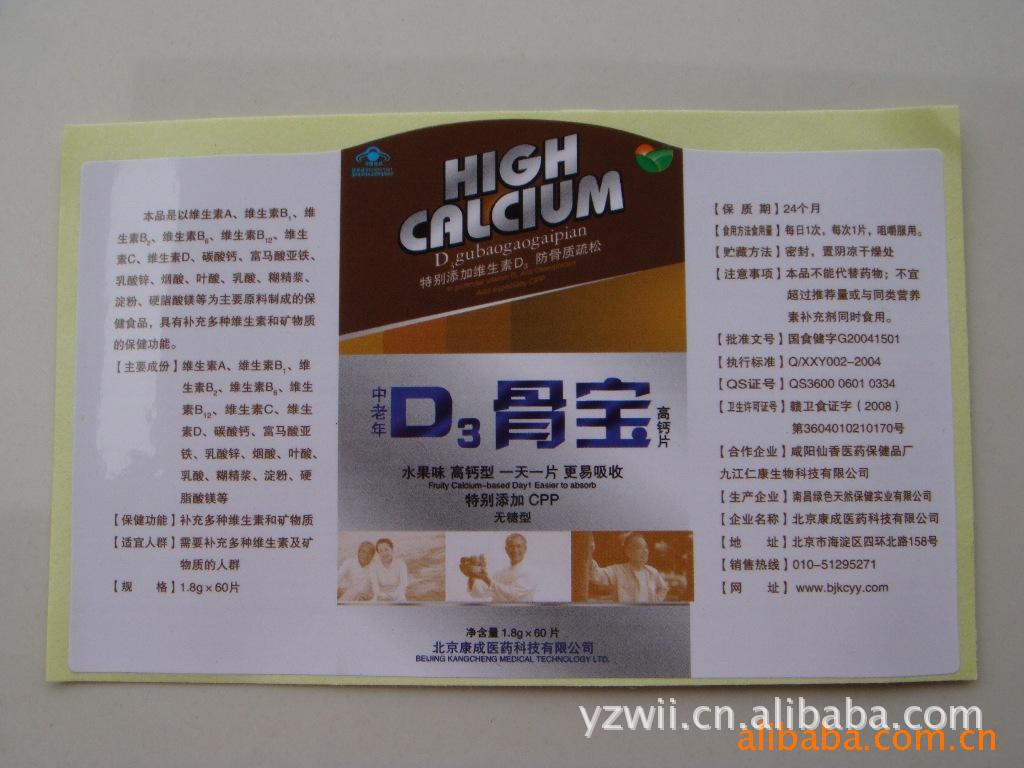 本品是以维生素A、维生素B1、维
生素B2、维生素B6、维生素B12、维生
素C、维生素D、碳酸钙、富马酸亚铁、
乳酸锌、烟酸、叶酸、乳酸、糊精浆、
淀粉、硬脂酸镁等为主要原料制成的保
健食品，具有补充多种维生素和矿物质
的保健功能。
【主要成份】维生素A、维生素B1、维
生素B2、维生素B6、维生
素B12、维生素C、维生
素D、碳酸钙、富马酸亚
铁、乳酸锌、烟酸、叶酸、
乳酸、糊精浆、淀粉、硬
脂酸镁等
【保健功能】补充多种维生素和矿物质
【适宜人群】需要补充多种维生素及矿
物质的人群
【规 格】1.8g×60片
HIGH
CALCIUM
D3gubaogaogaipian
特别添加维生素D3 防骨质疏松
中老年
D3骨宝
高钙片
水果味 高钙型 一天一片 更易吸收
Fruity Calcium-based Day1 Easier to absorb
特别添加 CPP
无糖型
净含量 1.8g×60 片
北京康成医药科技有限公司
BEIJING KANGCHENG MEDICAL TECHNOLOGY LTD.
【保 质 期】24个月
【食用方法食用量】每日1次，每次1片，咀嚼服用。
【贮藏方法】密封、置阴凉干燥处
【注意事项】本品不能代替药物；不宜
超过推荐量或与同类营养
素补充剂同时食用。
【批准文号】国食健字G20041501
【执行标准】Q/XXY002-2004
【QS证号】QS3600 0601 0334
【卫生许可证号】赣卫食证字（2008）
第3604010210170号
【合作企业】咸阳仙香医药保健品厂
九江仁康生物科技有限公司
【生产企业】南昌绿色天然保健实业有限公司
【企业名称】北京康成医药科技有限公司
【地 址】北京市海淀区四环北路158号
【销售热线】010-51295271
【网 址】www.bjkcyy.com
yzwii.cn.alibaba.com
alibaba.com.cn